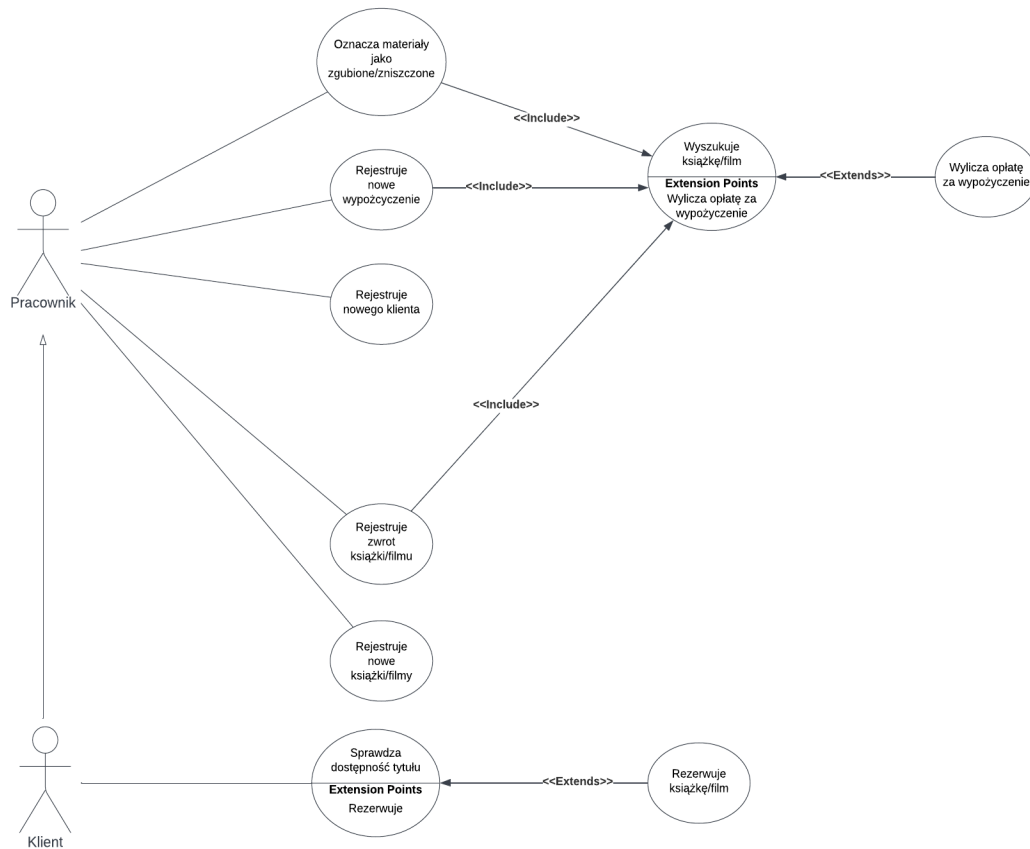 Oznacza materiały
jako
zgubione/zniszczone
<<Include>>
Wyszukuje
książkę/film
Extension Points
Wylicza opłatę za
wypożyczenie
<<Extends>>
Wylicza opłatę
za wypożyczenie
Rejestruje
nowe
wypożcyczenie
<<Include>>
Pracownik
Rejestruje
nowego klienta
<<Include>>
Rejestruje
zwrot
książki/filmu
Rejestruje
nowe
książki/filmy
Sprawdza
dostępność tytułu
Extension Points
Rezerwuje
<<Extends>>
Rezerwuje
książkę/film
Klient